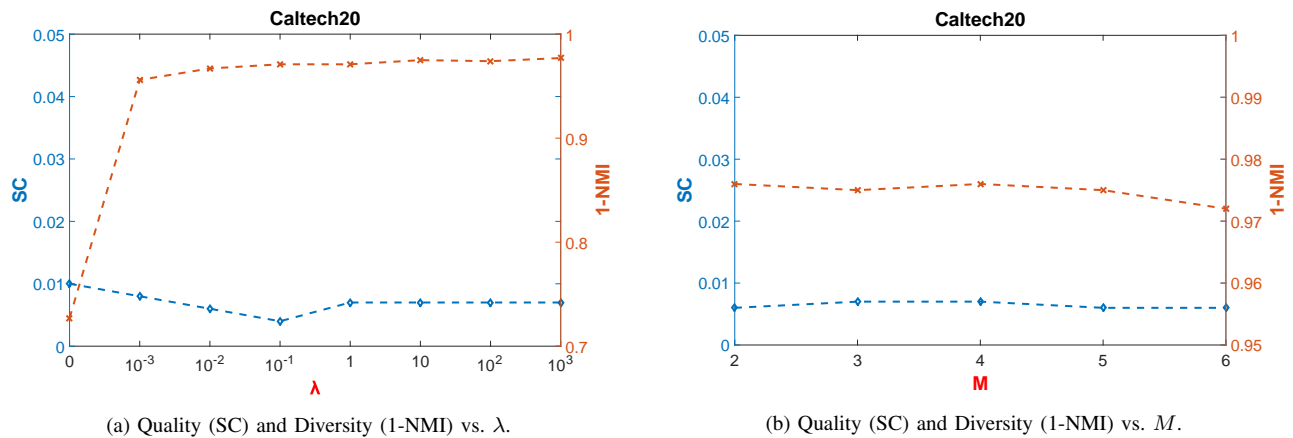 Caltech20
0.05
0.04
0.03
0.02
0.01
0
SC
1
0.9
0.8
0.7
1-NMI
0 10^-3 10^-2 10^-1 1 10 10^2 10^3
λ
(a) Quality (SC) and Diversity (1-NMI) vs. λ.
Caltech20
0.05
0.04
0.03
0.02
0.01
0
SC
1
0.99
0.98
0.97
0.96
0.95
1-NMI
2 3 4 5 6
M
(b) Quality (SC) and Diversity (1-NMI) vs. M.